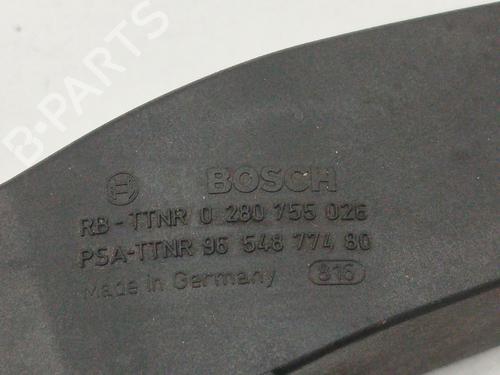 B-PARTS
BOSCH
RB-TTNR 0 280 755 026
PSA-TTNR 96 548 774 80
Made in Germany 816